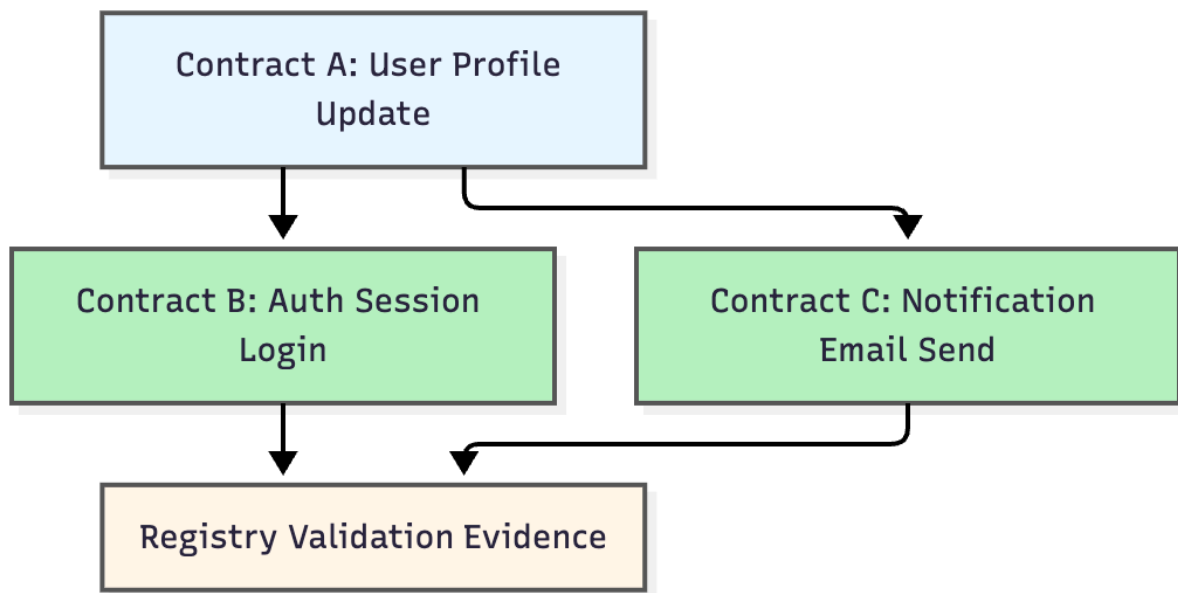 Contract A: User Profile
Update
Contract B: Auth Session
Login
Contract C: Notification
Email Send
Registry Validation Evidence